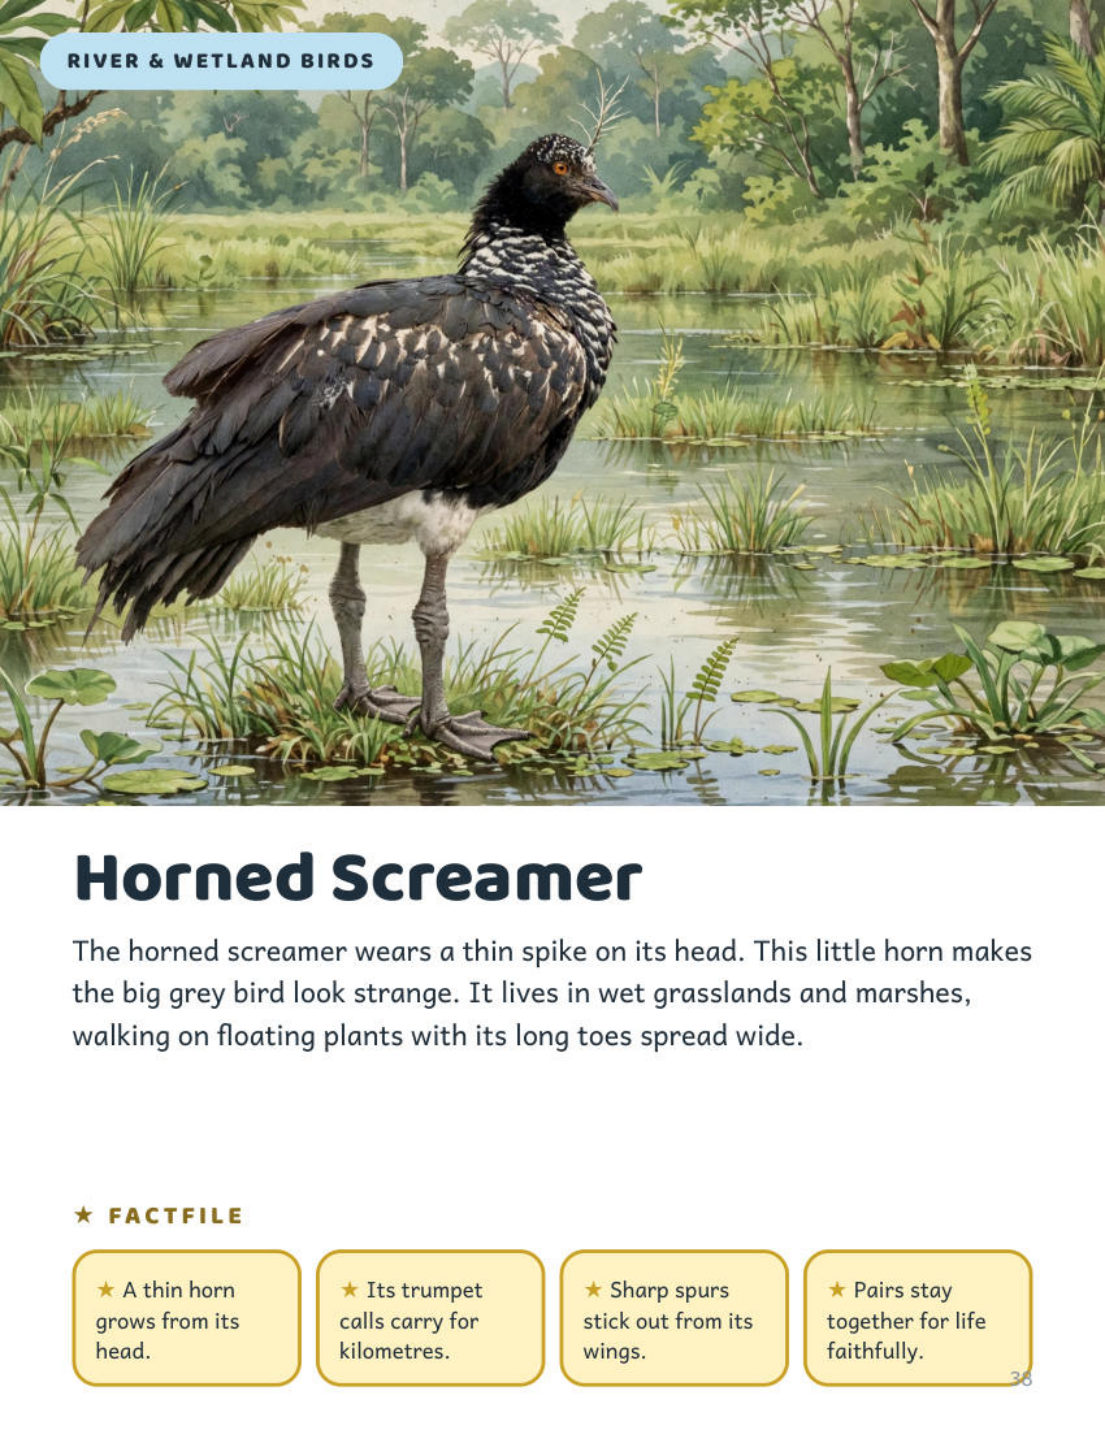 RIVER & WETLAND BIRDS
Horned Screamer
The horned screamer wears a thin spike on its head. This little horn makes
the big grey bird look strange. It lives in wet grasslands and marshes,
walking on floating plants with its long toes spread wide.
★ FACTFILE
★ A thin horn
grows from its
head.
★ Its trumpet
calls carry for
kilometres.
★ Sharp spurs
stick out from its
wings.
★ Pairs stay
together for life
faithfully.
38